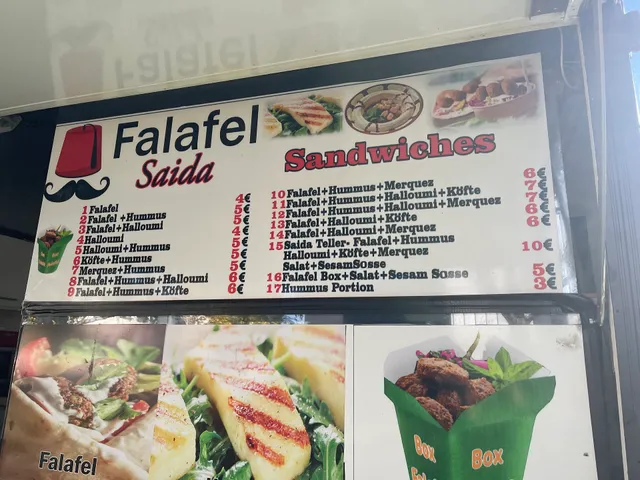 Falafel
Saida
Sandwiches
1 Falafel 4€
2 Falafel+Hummus 5€
3 Falafel+Halloumi 5€
4 Halloumi 4€
5 Halloumi+Hummus 5€
6 Köfte+Hummus 5€
7 Merquez+Hummus 5€
8 Falafel+Hummus+Halloumi 6€
9 Falafel+Hummus+Köfte 6€
10 Falafel+Hummus+Merquez 6€
11 Falafel+Hummus+Halloumi+Köfte 7€
12 Falafel+Hummus+Halloumi+Merquez 7€
13 Falafel+Halloumi+Köfte 6€
14 Falafel+Halloumi+Merquez 6€
15 Saida Teller- Falafel+Hummus
Halloumi+Köfte+Merquez 10€
Salat+SesamSosse
16 Falafel Box+Salat+Sesam Sosse 5€
17 Hummus Portion 3€
Falafel
Box
Box